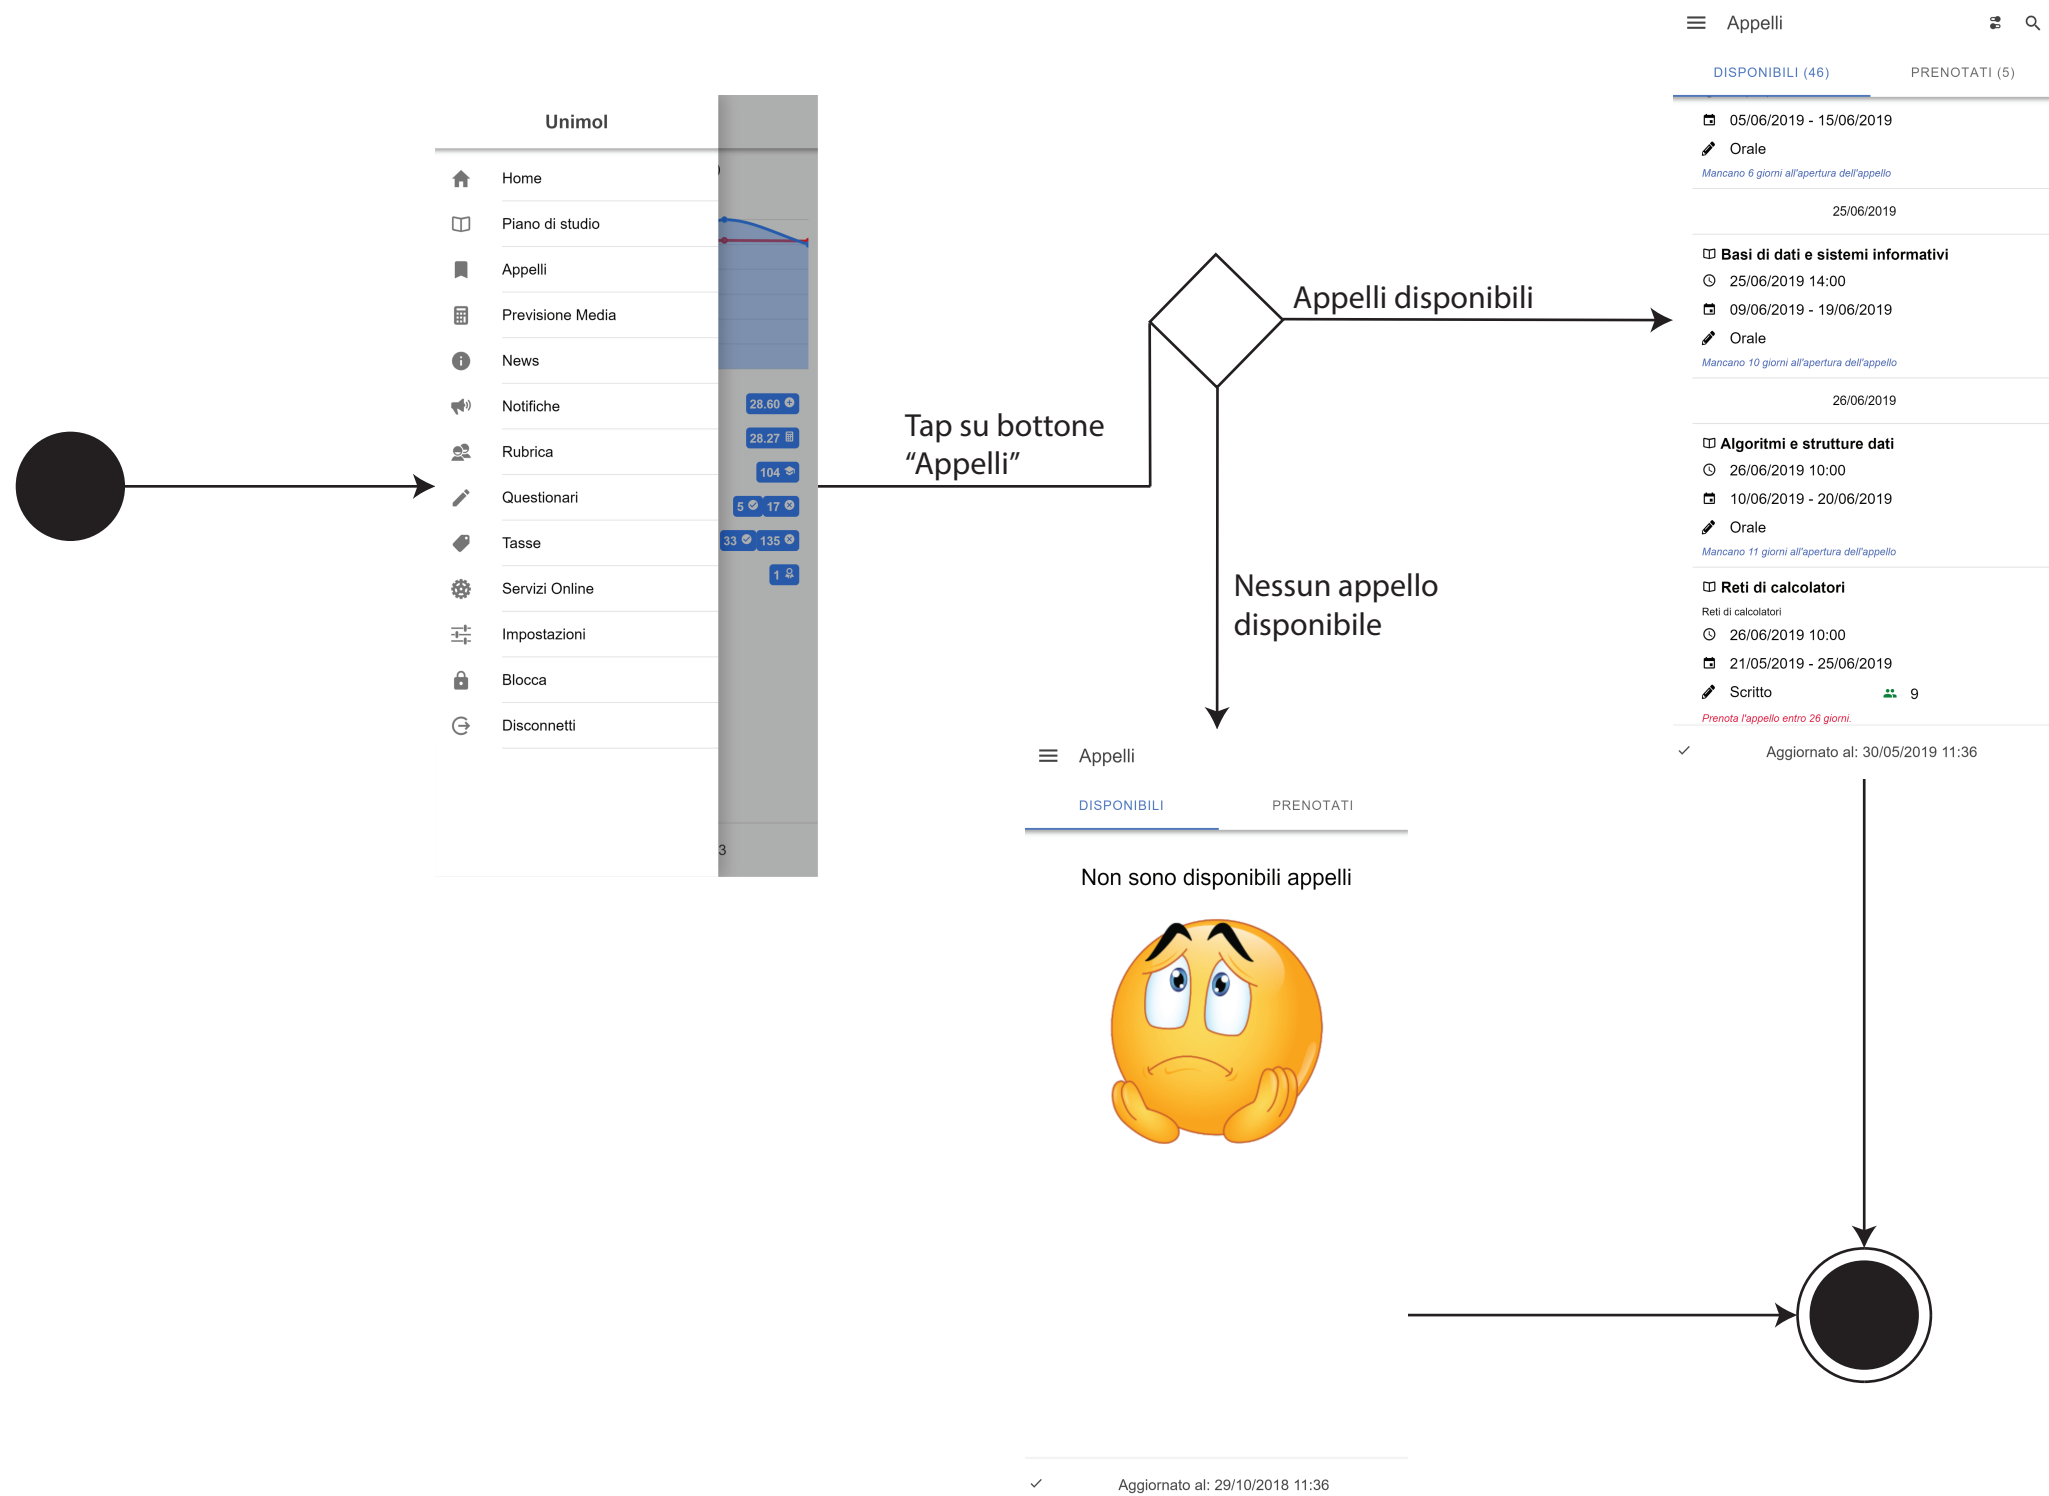 Unimol
Home
Piano di studio
Appelli
Previsione Media
News
Notifiche
Rubrica
Questionari
Tasse
Servizi Online
Impostazioni
Blocca
Disconnetti
28.60
28.27
104
5 17
33 135
1
3
Tap su bottone
“Appelli”
Appelli disponibili
Nessun appello
disponibile
Appelli
DISPONIBILI (46) PRENOTATI (5)
05/06/2019 - 15/06/2019
Orale
Mancano 6 giorni all'apertura dell'appello
25/06/2019
Basi di dati e sistemi informativi
25/06/2019 14:00
09/06/2019 - 19/06/2019
Orale
Mancano 10 giorni all'apertura dell'appello
26/06/2019
Algoritmi e strutture dati
26/06/2019 10:00
10/06/2019 - 20/06/2019
Orale
Mancano 11 giorni all'apertura dell'appello
Reti di calcolatori
Reti di calcolatori
26/06/2019 10:00
21/05/2019 - 25/06/2019
Scritto 9
Prenota l'appello entro 26 giorni.
Aggiornato al: 30/05/2019 11:36
Appelli
DISPONIBILI PRENOTATI
Non sono disponibili appelli
Aggiornato al: 29/10/2018 11:36